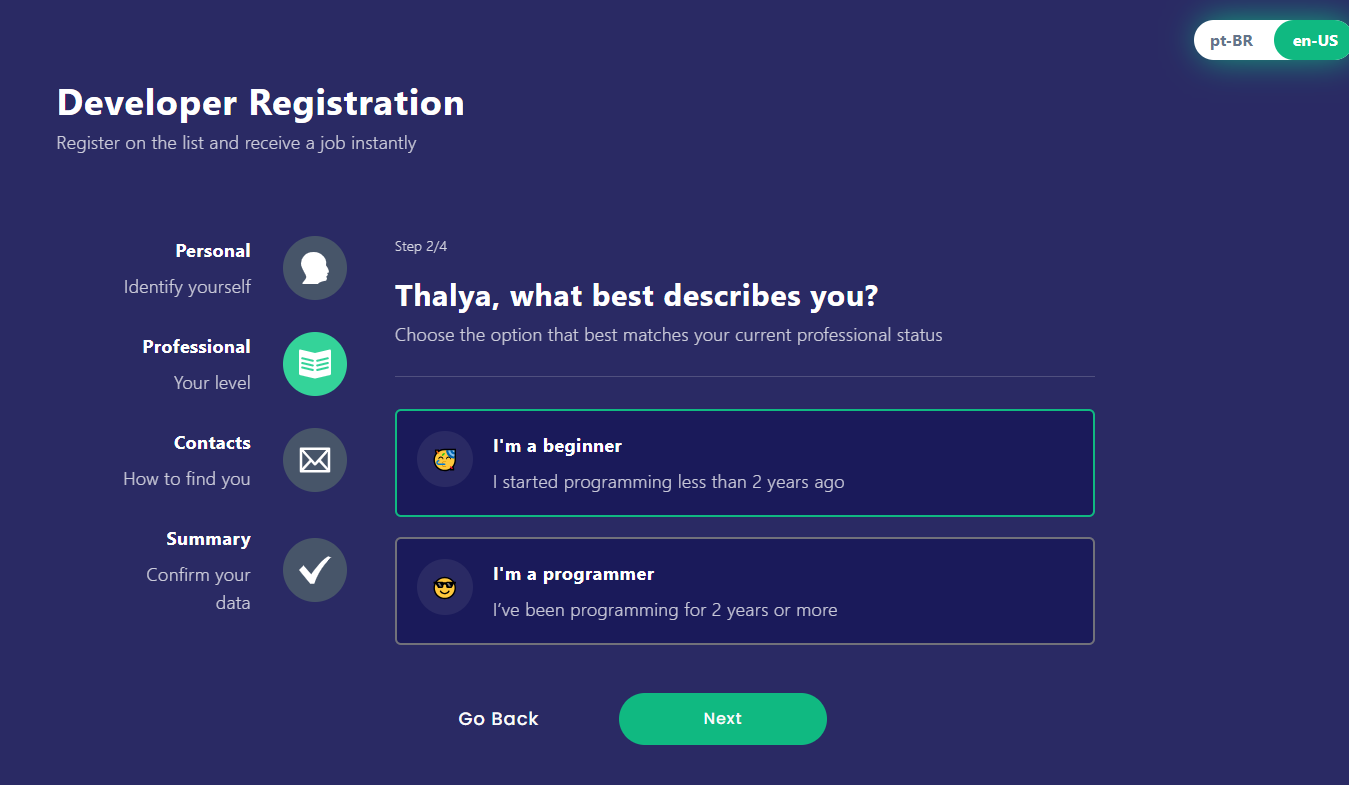 pt-BR
en-US
Developer Registration
Register on the list and receive a job instantly
Personal
Identify yourself
Professional
Your level
Contacts
How to find you
Summary
Confirm your
data
Step 2/4
Thalya, what best describes you?
Choose the option that best matches your current professional status
I'm a beginner
I started programming less than 2 years ago
I'm a programmer
I’ve been programming for 2 years or more
Go Back
Next